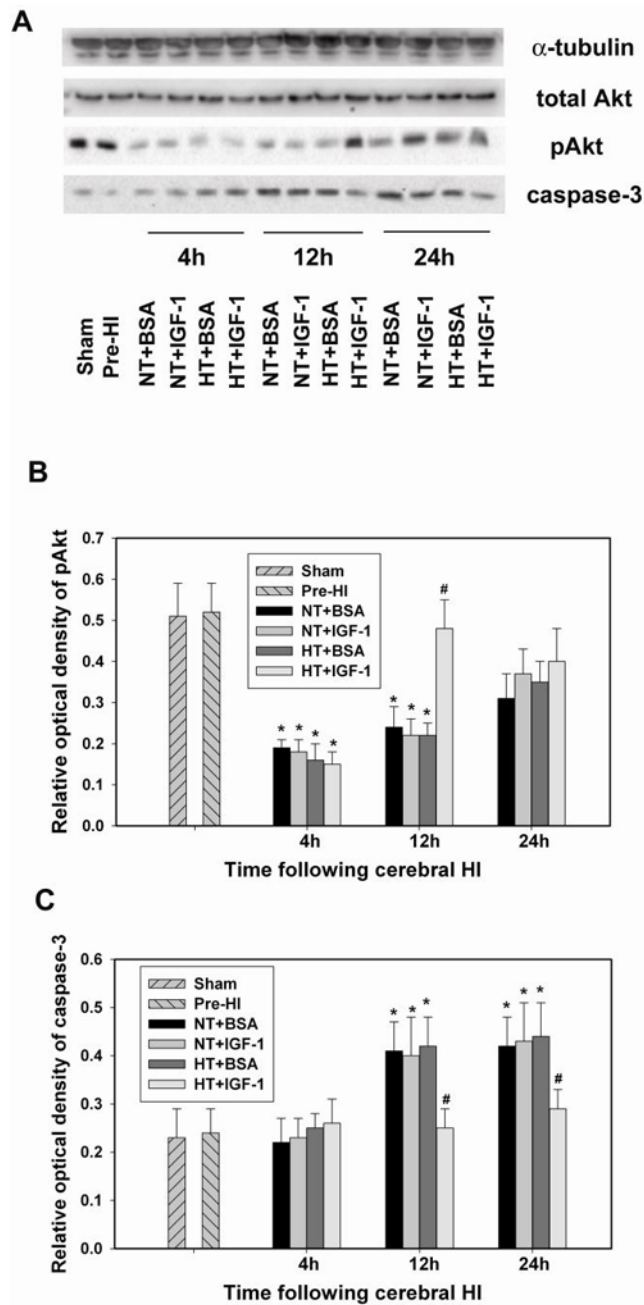 A
α-tubulin
total Akt
pAkt
caspase-3
4h 12h 24h
Sham
Pre-HI
NT+BSA
NT+IGF-1
HT+BSA
HT+IGF-1
NT+BSA
NT+IGF-1
HT+BSA
HT+IGF-1
NT+BSA
NT+IGF-1
HT+BSA
HT+IGF-1
B
Relative optical density of pAkt
0.7
0.6
0.5
0.4
0.3
0.2
0.1
0.0
Sham
Pre-HI
NT+BSA
NT+IGF-1
HT+BSA
HT+IGF-1
* * * *
* * * #
4h 12h 24h
Time following cerebral HI
C
Relative optical density of caspase-3
0.6
0.5
0.4
0.3
0.2
0.1
0.0
Sham
Pre-HI
NT+BSA
NT+IGF-1
HT+BSA
HT+IGF-1
* * * #
* * * #
4h 12h 24h
Time following cerebral HI